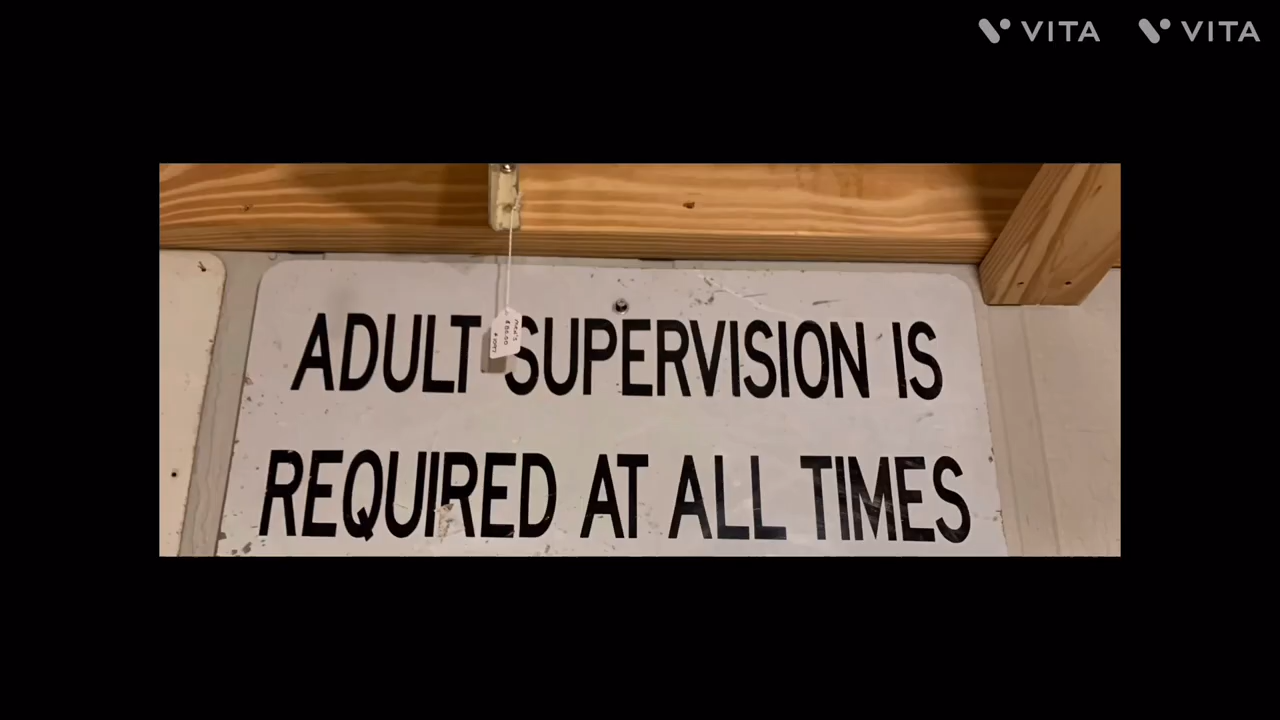 VITA VITA
ADULT SUPERVISION IS
REQUIRED AT ALL TIMES